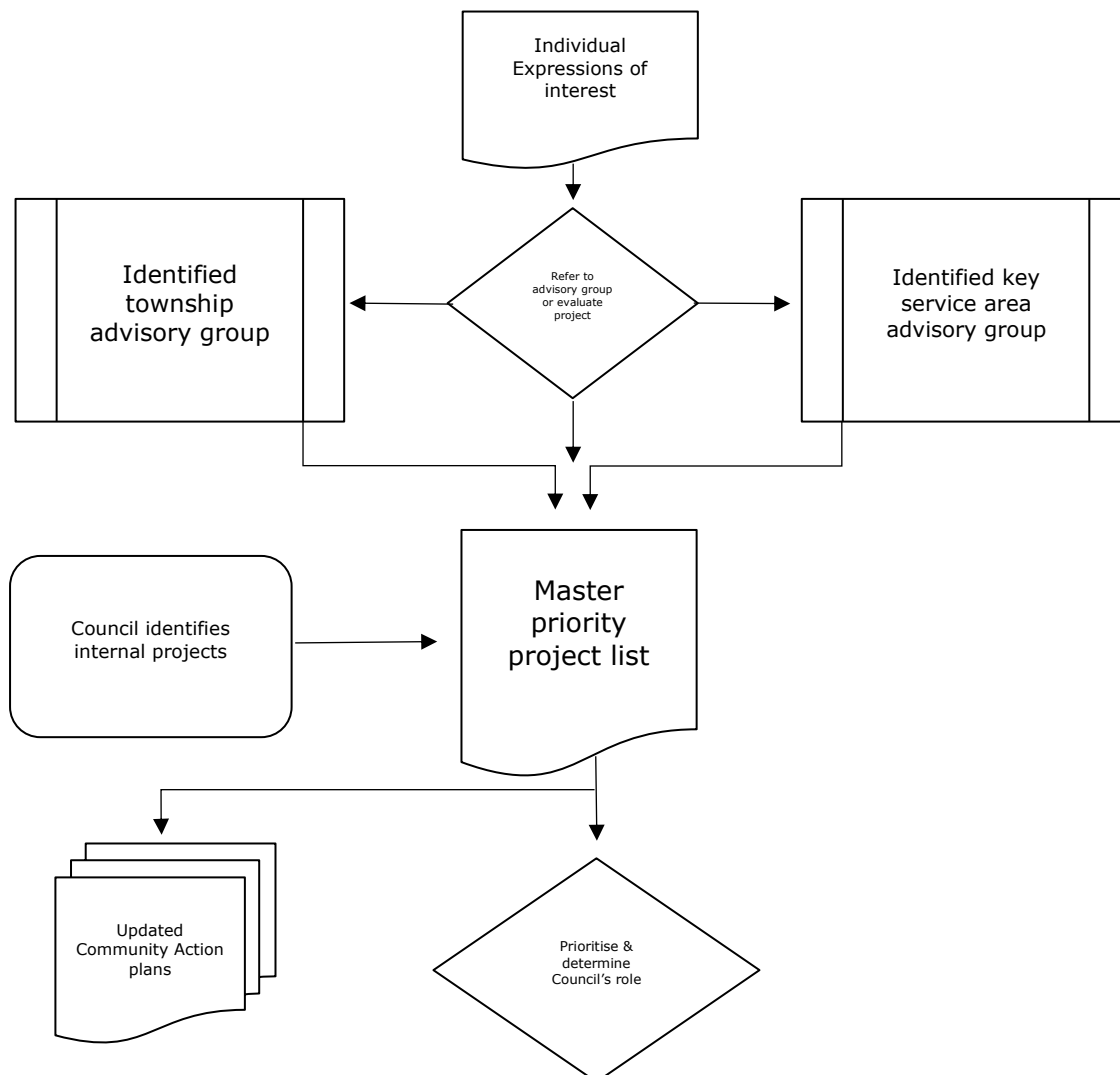 Individual
Expressions of
interest
Identified
township
advisory group
Refer to
advisory group
or evaluate
project
Identified key
service area
advisory group
Master
priority
project list
Council identifies
internal projects
Updated
Community Action
plans
Prioritise &
determine
Council’s role